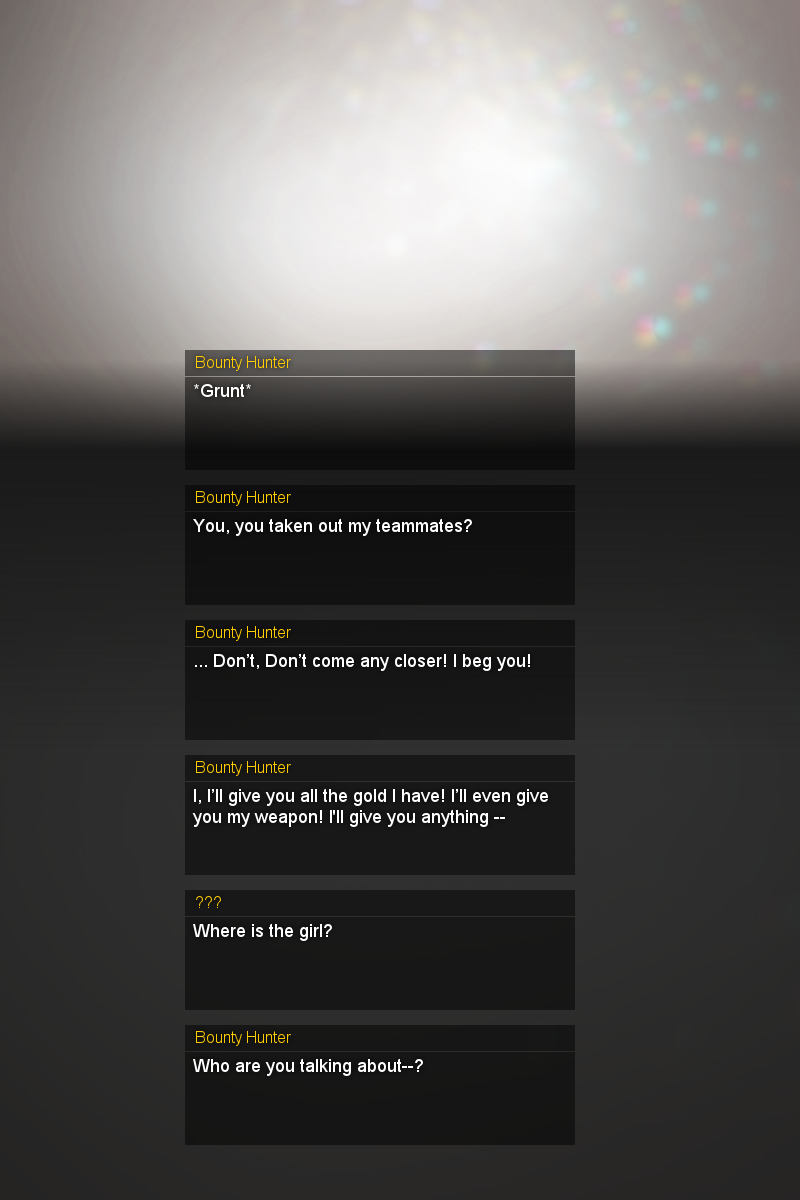 Bounty Hunter
*Grunt*
Bounty Hunter
You, you taken out my teammates?
Bounty Hunter
... Don’t, Don’t come any closer! I beg you!
Bounty Hunter
I, I’ll give you all the gold I have! I’ll even give
you my weapon! I'll give you anything --
???
Where is the girl?
Bounty Hunter
Who are you talking about--?